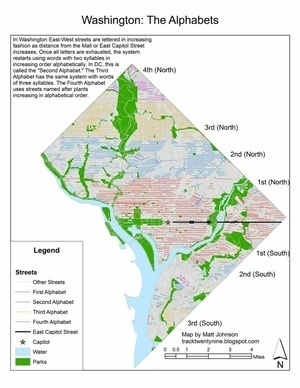 Washington: The Alphabets
In Washington East-West streets are lettered in increasing
fashion as distance from the Mall or East Capitol Street
increases. Once all letters are exhausted, the system
restarts using words with two syllables in
increasing order alphabetically. In DC, this is
called the "Second Alphabet." The Third
Alphabet has the same system with words
of three syllables. The Fourth Alphabet
uses streets named after plants
increasing in alphabetical order.
4th (North)
3rd (North)
2nd (North)
1st (North)
1st (South)
2nd (South)
3rd (South)
Legend
Streets
Other Streets
First Alphabet
Second Alphabet
Third Alphabet
Fourth Alphabet
East Capitol Street
Capitol
Water
Parks
Map by Matt Johnson
tracktwentynine.blogspot.com
0 0.5 1 2 3 4
Miles
N